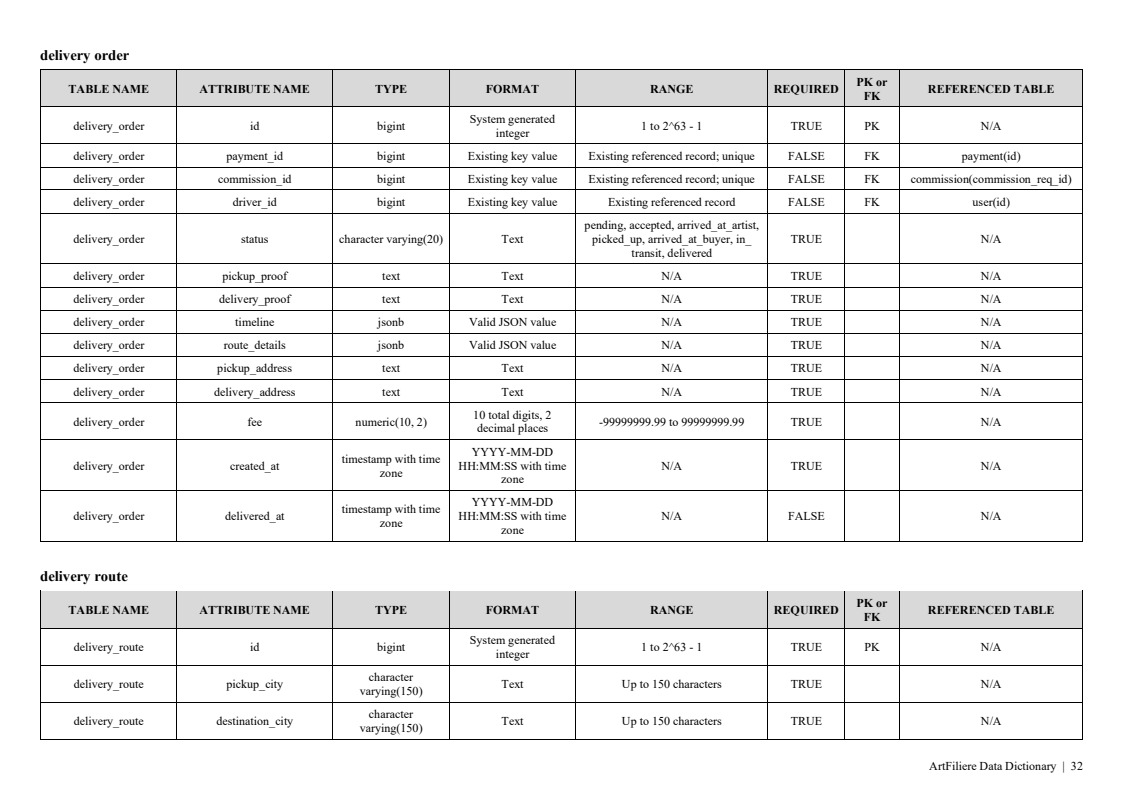 delivery order
TABLE NAME ATTRIBUTE NAME TYPE FORMAT RANGE REQUIRED PK or FK REFERENCED TABLE
delivery_order id bigint System generated integer 1 to 2^63 - 1 TRUE PK N/A
delivery_order payment_id bigint Existing key value Existing referenced record; unique FALSE FK payment(id)
delivery_order commission_id bigint Existing key value Existing referenced record; unique FALSE FK commission(commission_req_id)
delivery_order driver_id bigint Existing key value Existing referenced record FALSE FK user(id)
delivery_order status character varying(20) Text pending, accepted, arrived_at_artist, picked_up, arrived_at_buyer, in_ transit, delivered TRUE N/A
delivery_order pickup_proof text Text N/A TRUE N/A
delivery_order delivery_proof text Text N/A TRUE N/A
delivery_order timeline jsonb Valid JSON value N/A TRUE N/A
delivery_order route_details jsonb Valid JSON value N/A TRUE N/A
delivery_order pickup_address text Text N/A TRUE N/A
delivery_order delivery_address text Text N/A TRUE N/A
delivery_order fee numeric(10, 2) 10 total digits, 2 decimal places -99999999.99 to 99999999.99 TRUE N/A
delivery_order created_at timestamp with time zone YYYY-MM-DD HH:MM:SS with time zone N/A TRUE N/A
delivery_order delivered_at timestamp with time zone YYYY-MM-DD HH:MM:SS with time zone N/A FALSE N/A
delivery route
TABLE NAME ATTRIBUTE NAME TYPE FORMAT RANGE REQUIRED PK or FK REFERENCED TABLE
delivery_route id bigint System generated integer 1 to 2^63 - 1 TRUE PK N/A
delivery_route pickup_city character varying(150) Text Up to 150 characters TRUE N/A
delivery_route destination_city character varying(150) Text Up to 150 characters TRUE N/A
ArtFiliere Data Dictionary | 32